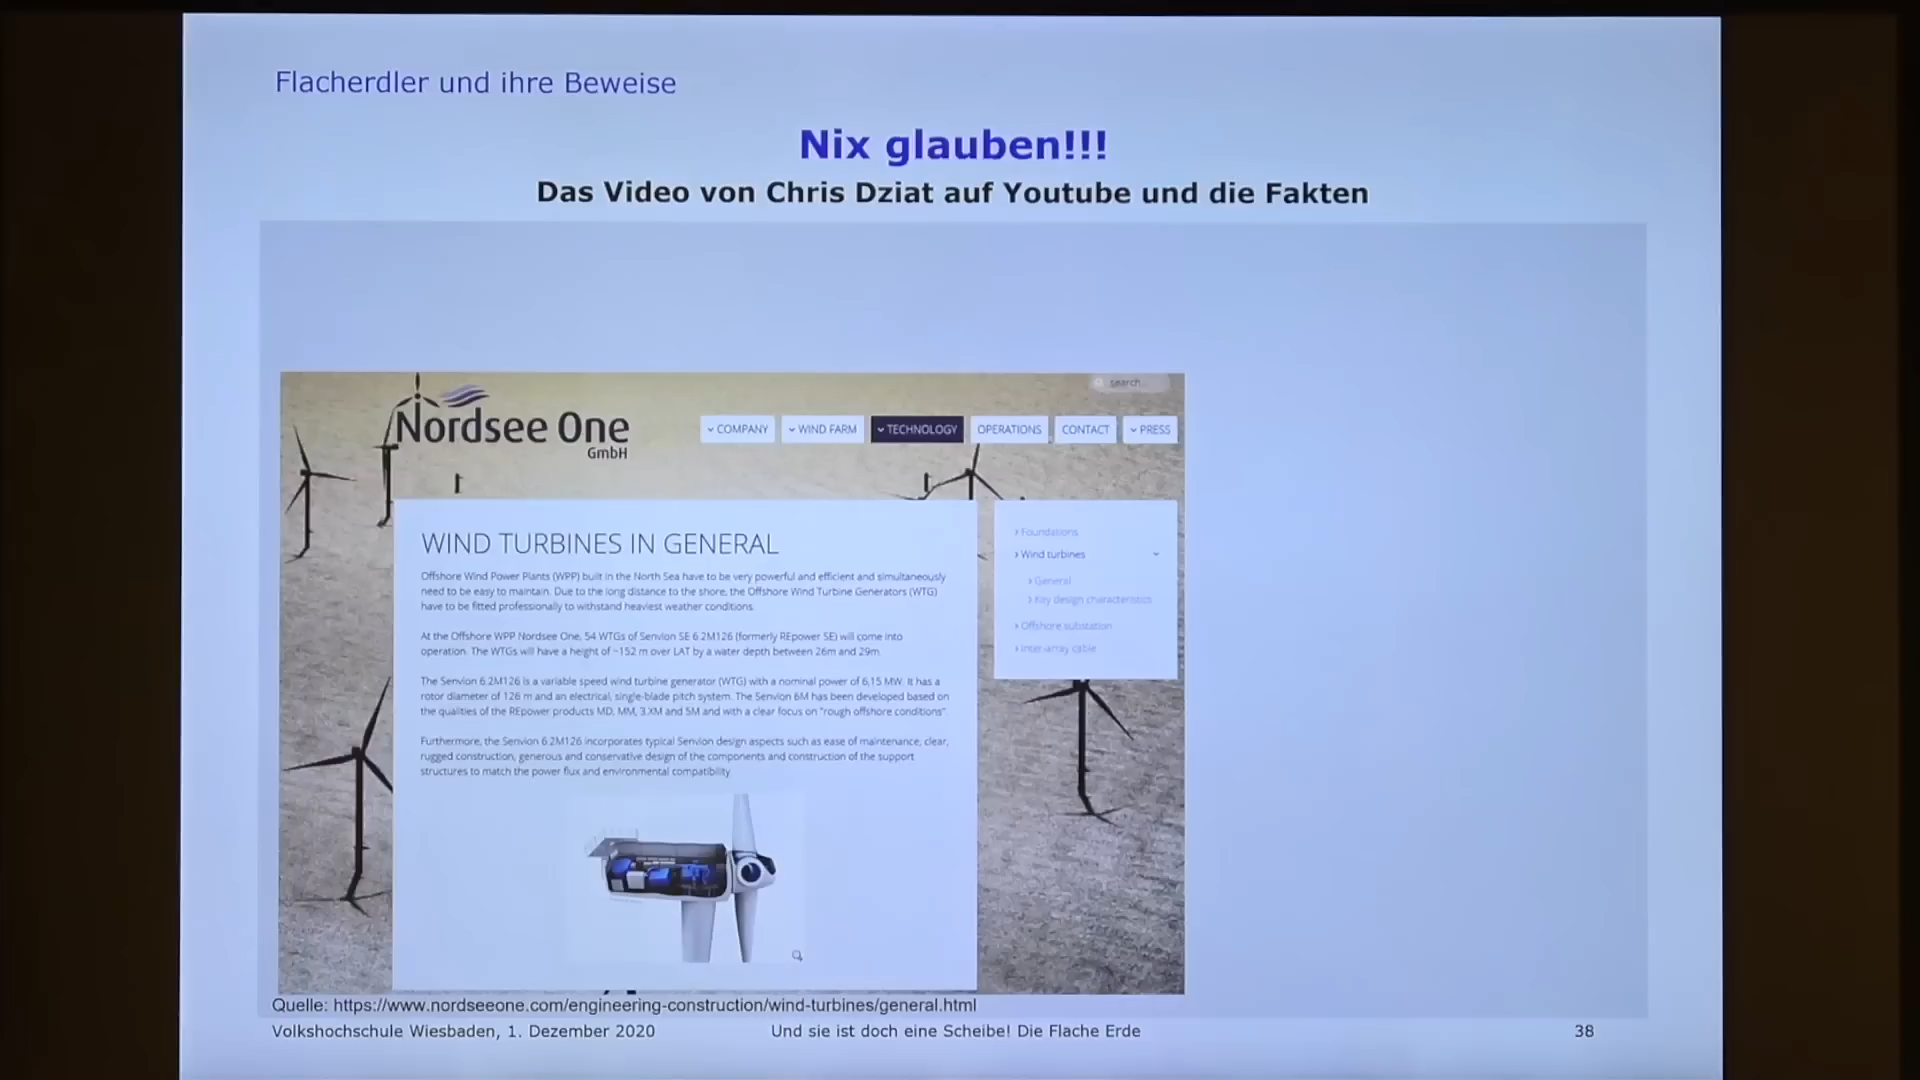 Flacherdler und ihre Beweise
Nix glauben!!!
Das Video von Chris Dziat auf Youtube und die Fakten
search...
Nordsee One
GmbH
COMPANY
WIND FARM
TECHNOLOGY
OPERATIONS
CONTACT
PRESS
WIND TURBINES IN GENERAL
Offshore Wind Power Plants (WPP) built in the North Sea have to be very powerful and efficient and simultaneously
need to be easy to maintain. Due to the long distance to the shore, the Offshore Wind Turbine Generators (WTG)
have to be fitted professionally to withstand heaviest weather conditions.
At the Offshore WPP Nordsee One, 54 WTGs of Senvion SE 6.2M126 (formerly REpower SE) will come into
operation. The WTGs will have a height of ~152 m over LAT by a water depth between 26m and 29m.
The Senvion 6.2M126 is a variable speed wind turbine generator (WTG) with a nominal power of 6,15 MW. It has a
rotor diameter of 126 m and an electrical, single-blade pitch system. The Senvion 6M has been developed based on
the qualities of the REpower products MD, MM, 3.XM and 5M and with a clear focus on "rough offshore conditions".
Furthermore, the Senvion 6.2M126 incorporates typical Senvion design aspects such as ease of maintenance, clear,
rugged construction, generous and conservative design of the components and construction of the support
structures to match the power flux and environmental compatibility
Foundations
Wind turbines
General
Key design characteristics
Offshore substation
Inter-array cable
Quelle: https://www.nordseeone.com/engineering-construction/wind-turbines/general.html
Volkshochschule Wiesbaden, 1. Dezember 2020
Und sie ist doch eine Scheibe! Die Flache Erde
38